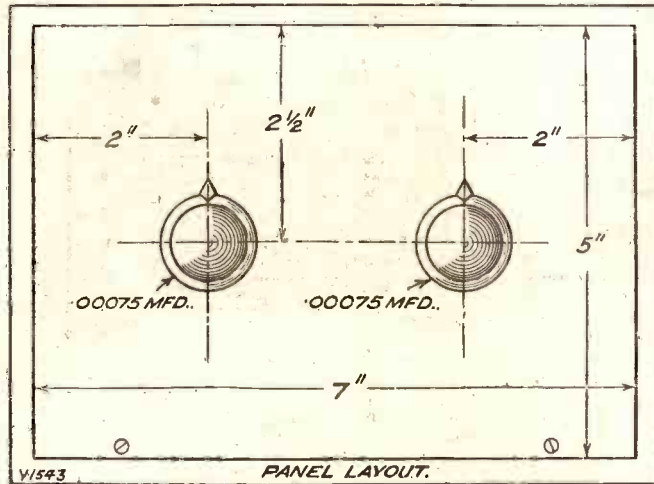 2½"
2" 2"
5"
·00075 MFD. ·00075 MFD.
7"
Y1543 PANEL LAYOUT.